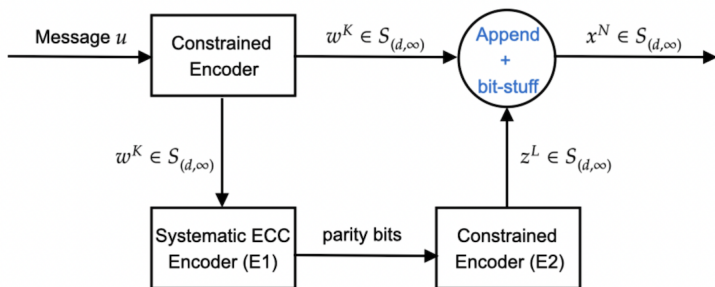 Message u
Constrained
Encoder
w^K ∈ S_(d,∞)
Append
+
bit-stuff
x^N ∈ S_(d,∞)
w^K ∈ S_(d,∞)
z^L ∈ S_(d,∞)
Systematic ECC
Encoder (E1)
parity bits
Constrained
Encoder (E2)